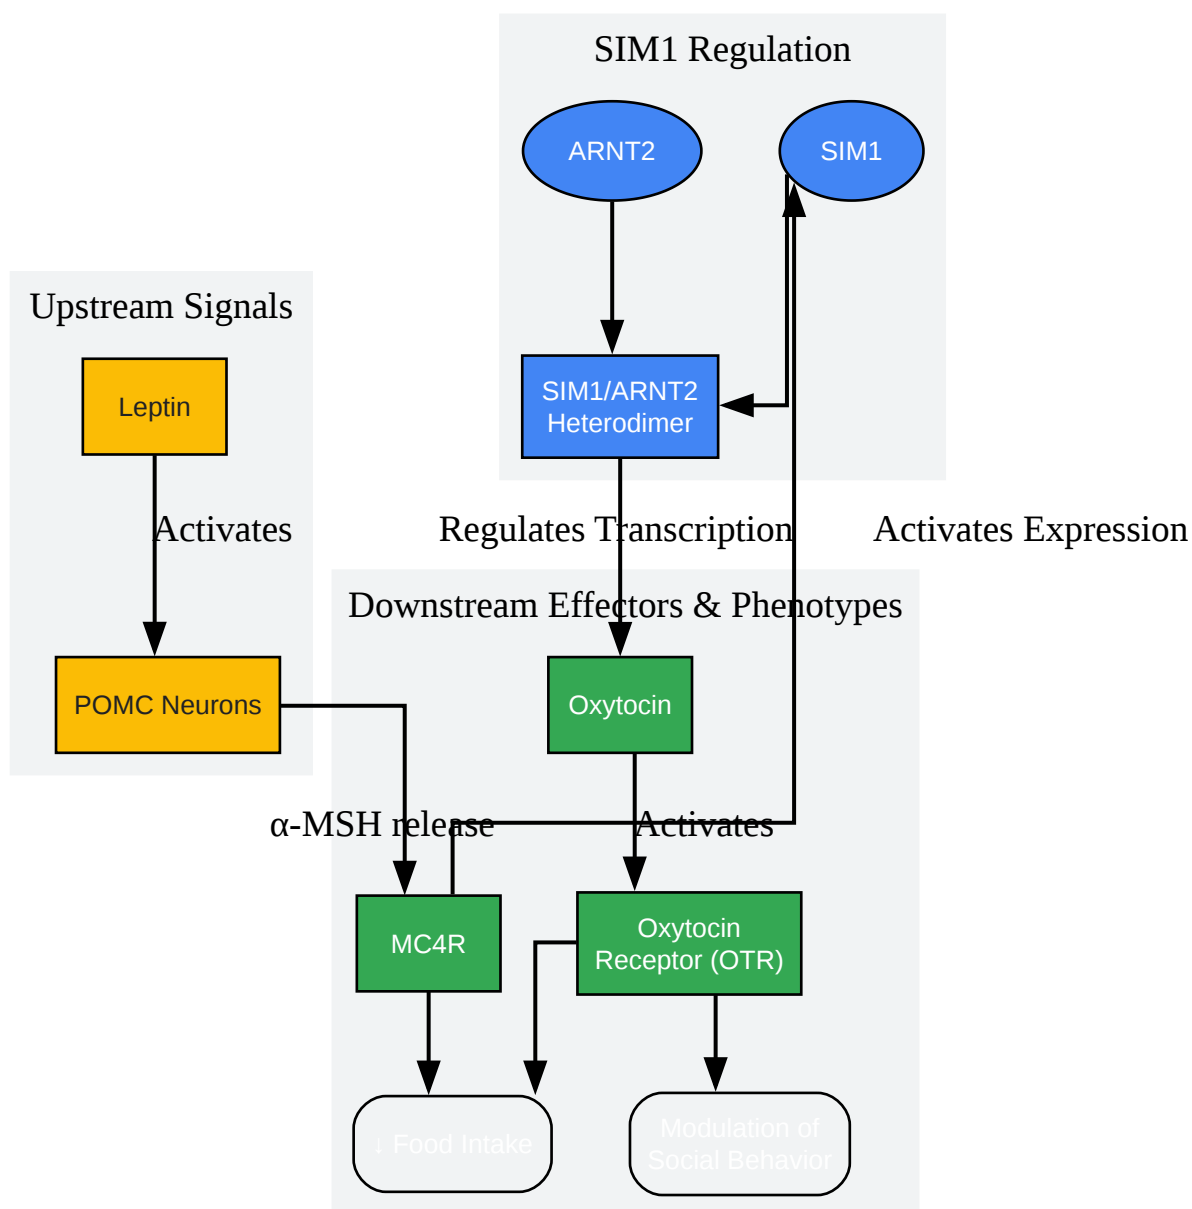 SIM1 Regulation
ARNT2
SIM1
Upstream Signals
Leptin
SIM1/ARNT2
Heterodimer
Activates
Regulates Transcription
Activates Expression
Downstream Effectors & Phenotypes
POMC Neurons
Oxytocin
α-MSH release
Activates
MC4R
Oxytocin
Receptor (OTR)
↓ Food Intake
Modulation of
Social Behavior